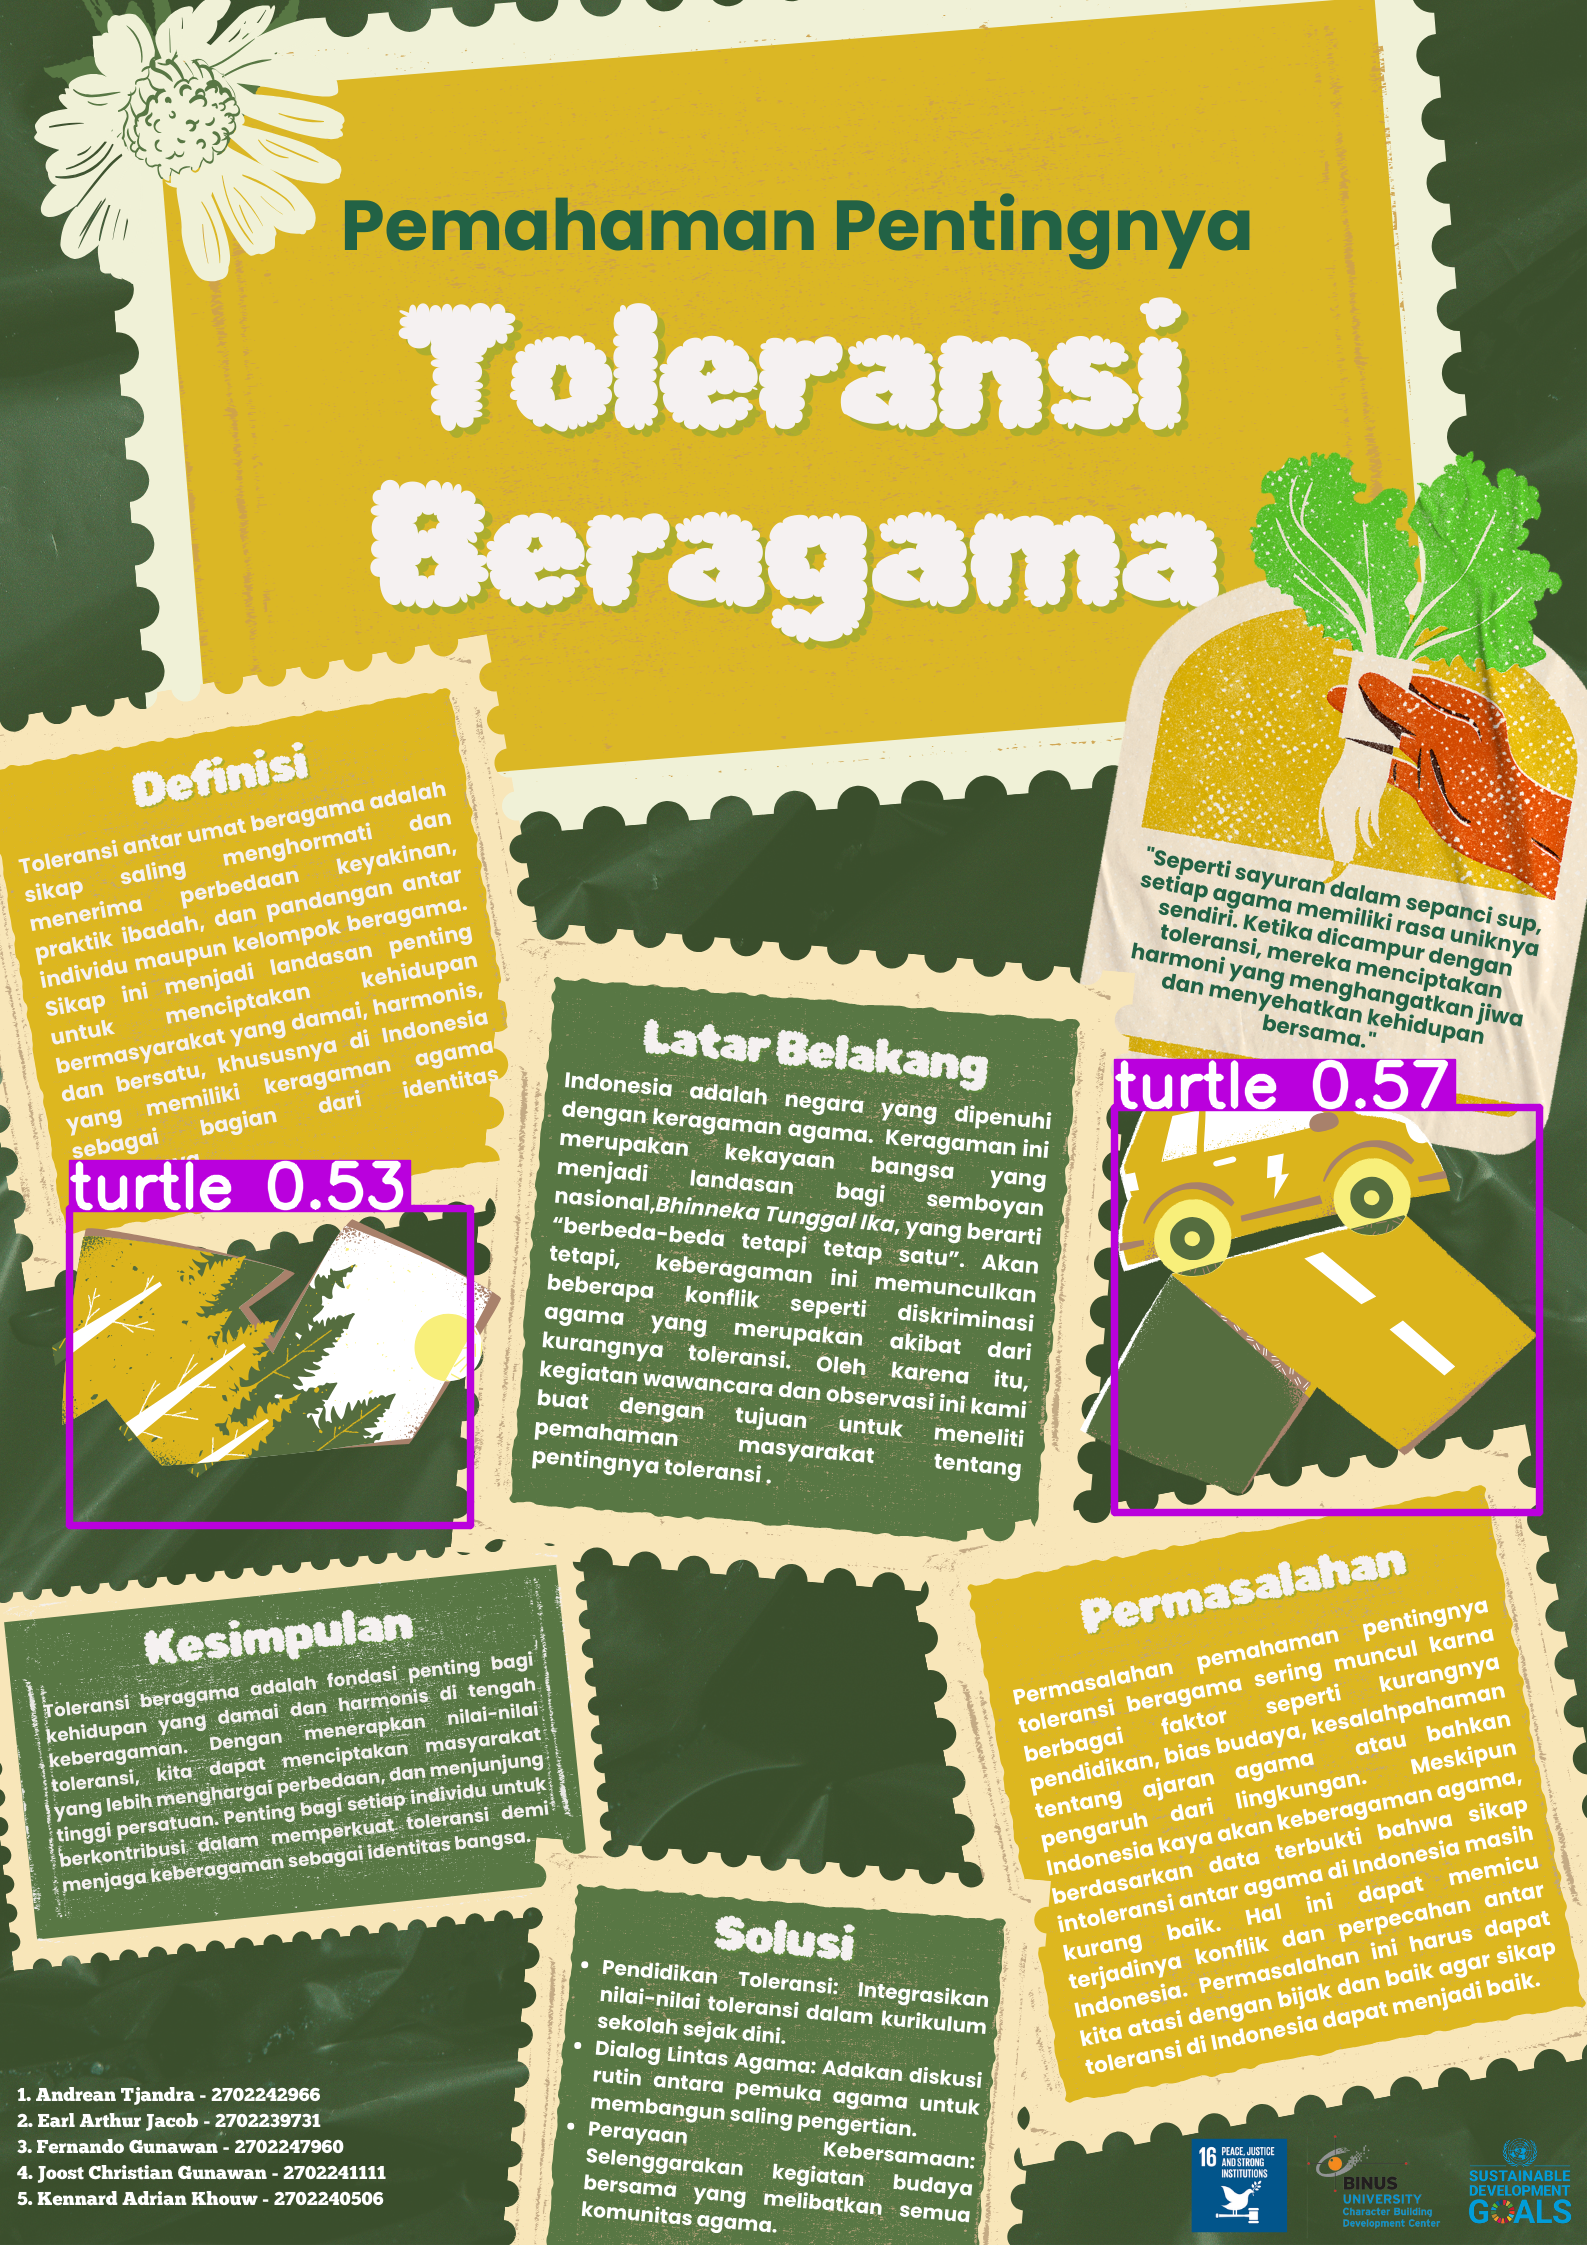 Pemahaman Pentingnya
Toleransi
Beragama
Definisi
Toleransi antar umat beragama adalah
sikap saling menghormati dan
menerima perbedaan keyakinan,
praktik ibadah, dan pandangan antar
individu maupun kelompok beragama.
Sikap ini menjadi landasan penting
untuk menciptakan kehidupan
bermasyarakat yang damai, harmonis,
dan bersatu, khususnya di Indonesia
yang memiliki keragaman agama
sebagai bagian dari identitas
"Seperti sayuran dalam sepanci sup,
setiap agama memiliki rasa uniknya
sendiri. Ketika dicampur dengan
toleransi, mereka menciptakan
harmoni yang menghangatkan jiwa
dan menyehatkan kehidupan
bersama."
turtle 0.53
Latar Belakang
Indonesia adalah negara yang dipenuhi
dengan keragaman agama. Keragaman ini
merupakan kekayaan bangsa yang
menjadi landasan bagi semboyan
nasional,Bhinneka Tunggal Ika, yang berarti
“berbeda-beda tetapi tetap satu”. Akan
tetapi, keberagaman ini memunculkan
beberapa konflik seperti diskriminasi
agama yang merupakan akibat dari
kurangnya toleransi. Oleh karena itu,
kegiatan wawancara dan observasi ini kami
buat dengan tujuan untuk meneliti
pemahaman masyarakat tentang
pentingnya toleransi .
turtle 0.57
Kesimpulan
Toleransi beragama adalah fondasi penting bagi
kehidupan yang damai dan harmonis di tengah
keberagaman. Dengan menerapkan nilai-nilai
toleransi, kita dapat menciptakan masyarakat
yang lebih menghargai perbedaan, dan menjunjung
tinggi persatuan. Penting bagi setiap individu untuk
berkontribusi dalam memperkuat toleransi demi
menjaga keberagaman sebagai identitas bangsa.
Permasalahan
Permasalahan pemahaman pentingnya
toleransi beragama sering muncul karna
berbagai faktor seperti kurangnya
pendidikan, bias budaya, kesalahpahaman
tentang ajaran agama atau bahkan
pengaruh dari lingkungan. Meskipun
Indonesia kaya akan keberagaman agama,
berdasarkan data terbukti bahwa sikap
intoleransi antar agama di Indonesia masih
kurang baik. Hal ini dapat memicu
terjadinya konflik dan perpecahan antar
Indonesia. Permasalahan ini harus dapat
kita atasi dengan bijak dan baik agar sikap
toleransi di Indonesia dapat menjadi baik.
Solusi
• Pendidikan Toleransi: Integrasikan
nilai-nilai toleransi dalam kurikulum
sekolah sejak dini.
• Dialog Lintas Agama: Adakan diskusi
rutin antara pemuka agama untuk
membangun saling pengertian.
• Perayaan Kebersamaan:
Selenggarakan kegiatan budaya
bersama yang melibatkan semua
komunitas agama.
1. Andrean Tjandra - 2702242966
2. Earl Arthur Jacob - 2702239731
3. Fernando Gunawan - 2702247960
4. Joost Christian Gunawan - 2702241111
5. Kennard Adrian Khouw - 2702240506
16 PEACE, JUSTICE
AND STRONG
INSTITUTIONS
BINUS
UNIVERSITY
Character Building
Development Center
SUSTAINABLE
DEVELOPMENT
GOALS